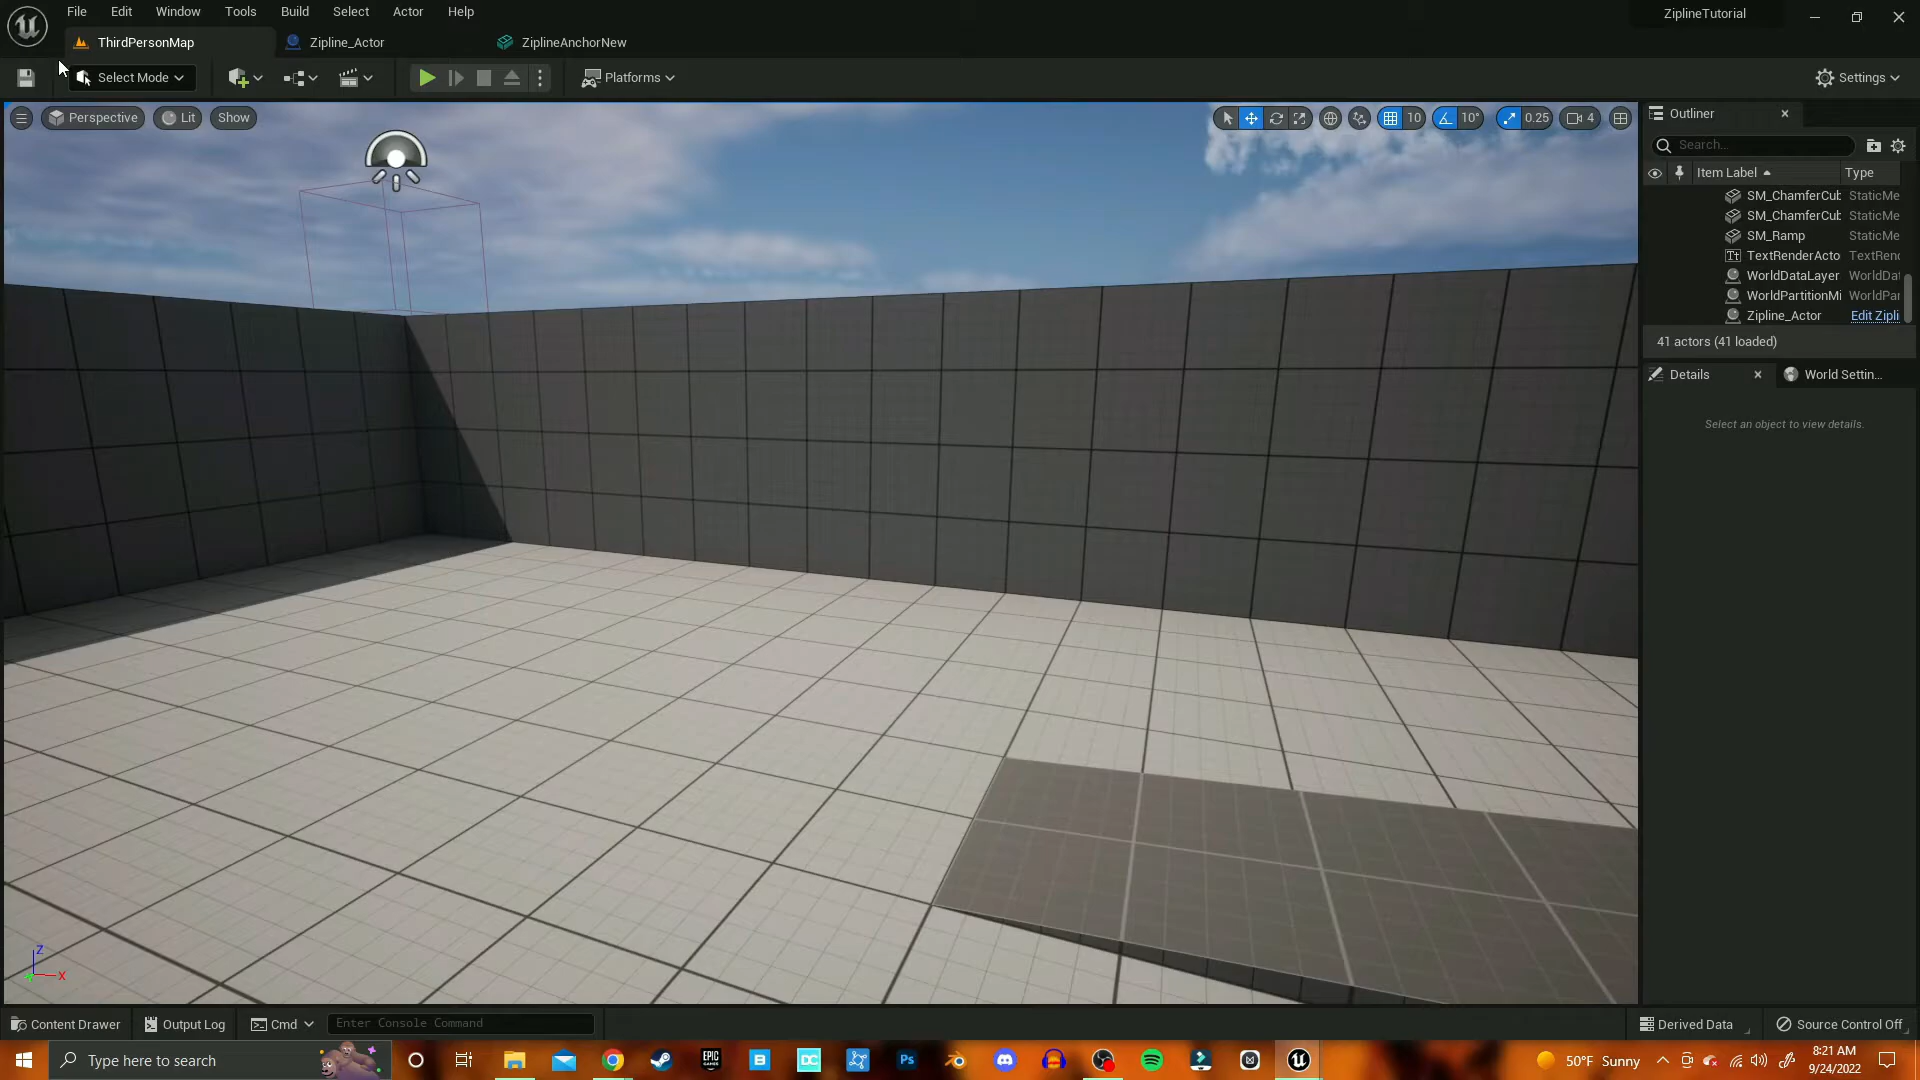 File Edit Window Tools Build Select Actor Help
ZiplineTutorial
ThirdPersonMap Zipline_Actor ZiplineAnchorNew
Select Mode Platforms Settings
Perspective Lit Show 10 10° 0.25 4
Outliner
Search...
Item Label Type
SM_ChamferCub StaticMe
SM_ChamferCub StaticMe
SM_Ramp StaticMe
TextRenderActo TextRend
WorldDataLayer WorldDat
WorldPartitionMi WorldPar
Zipline_Actor Edit Zipli
41 actors (41 loaded)
Details World Settin...
Select an object to view details.
Z
X
Content Drawer Output Log Cmd Enter Console Command Derived Data Source Control Off
Type here to search
EPIC GAMES
B
DC
Ps
50°F Sunny
8:21 AM
9/24/2022